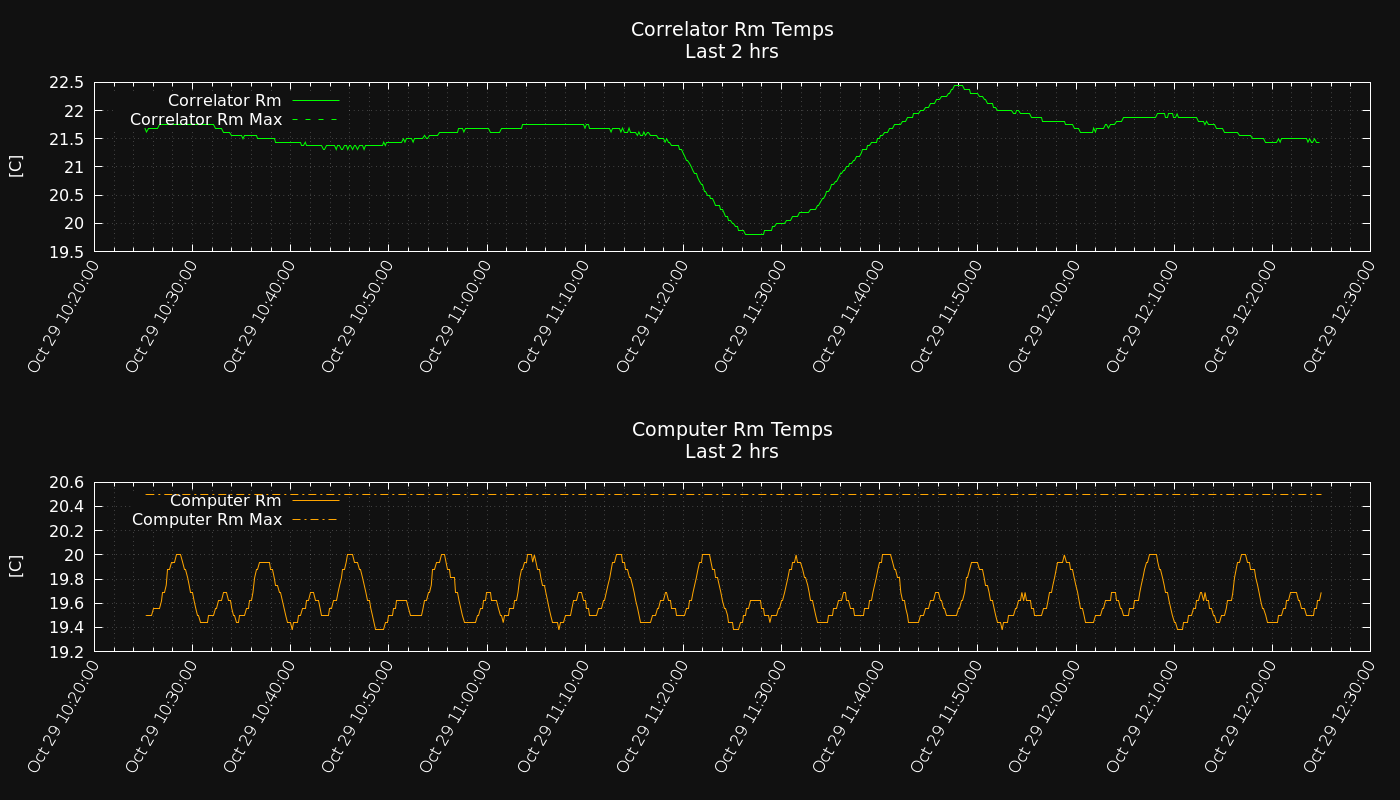 Correlator Rm Temps
Last 2 hrs
[C]
22.5
22
21.5
21
20.5
20
19.5
Correlator Rm
Correlator Rm Max
Oct 29 10:20:00
Oct 29 10:30:00
Oct 29 10:40:00
Oct 29 10:50:00
Oct 29 11:00:00
Oct 29 11:10:00
Oct 29 11:20:00
Oct 29 11:30:00
Oct 29 11:40:00
Oct 29 11:50:00
Oct 29 12:00:00
Oct 29 12:10:00
Oct 29 12:20:00
Oct 29 12:30:00
Computer Rm Temps
Last 2 hrs
[C]
20.6
20.4
20.2
20
19.8
19.6
19.4
19.2
Computer Rm
Computer Rm Max
Oct 29 10:20:00
Oct 29 10:30:00
Oct 29 10:40:00
Oct 29 10:50:00
Oct 29 11:00:00
Oct 29 11:10:00
Oct 29 11:20:00
Oct 29 11:30:00
Oct 29 11:40:00
Oct 29 11:50:00
Oct 29 12:00:00
Oct 29 12:10:00
Oct 29 12:20:00
Oct 29 12:30:00